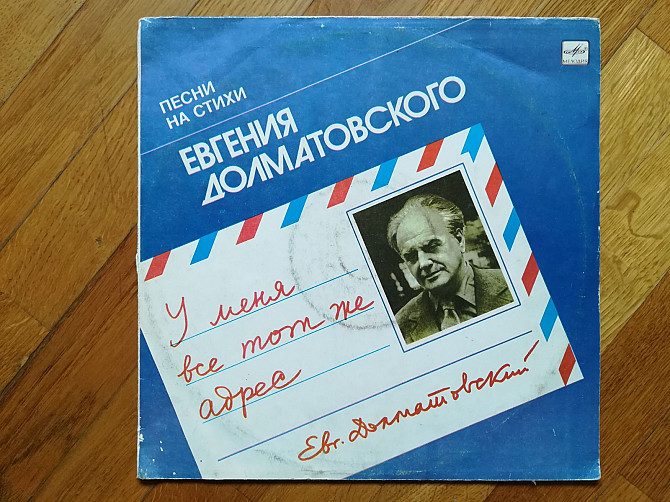 МЕЛОДИЯ
ПЕСНИ
НА СТИХИ
ЕВГЕНИЯ
ДОЛМАТОВСКОГО
У меня
все тот же
адрес
Евг. Долматовский